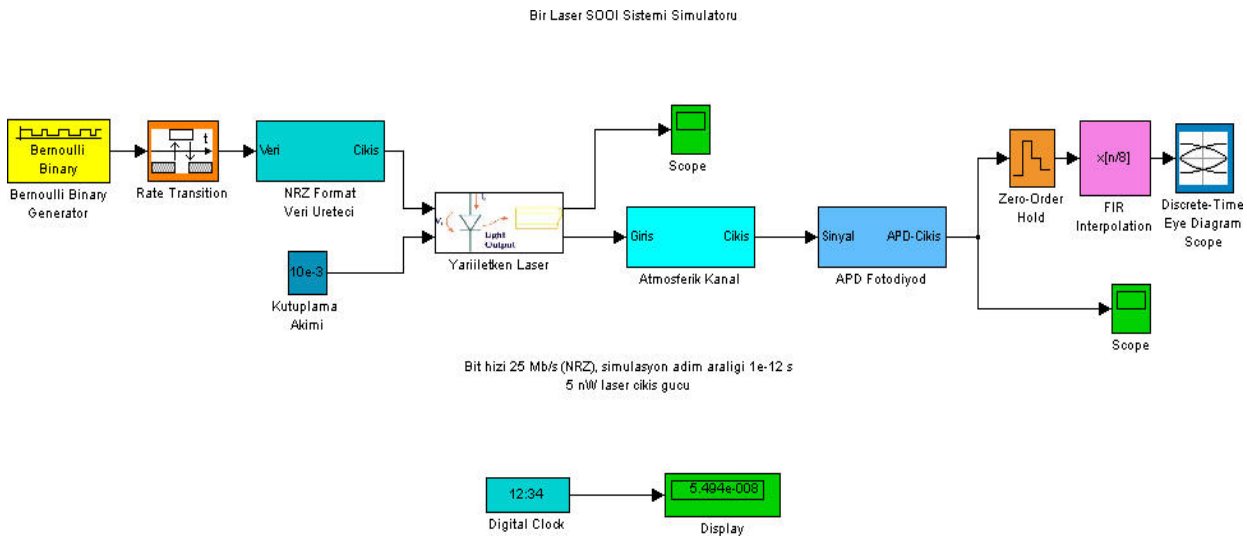 Bir Laser SOOI Sistemi Simulatoru
Bernoulli
Binary
Bernoulli Binary
Generator
t
Rate Transition
Veri
Cikis
NRZ Format
Veri Ureteci
10e-3
Kutuplama
Akimi
Light
Output
Yariiletken Laser
Scope
Giris
Cikis
Atmosferik Kanal
Sinyal
APD-Cikis
APD Fotodiyod
Zero-Order
Hold
x[n/8]
FIR
Interpolation
Discrete-Time
Eye Diagram
Scope
Scope
Bit hizi 25 Mb/s (NRZ), simulasyon adim araligi 1e-12 s
5 nW laser cikis gucu
12:34
Digital Clock
5.494e-008
Display